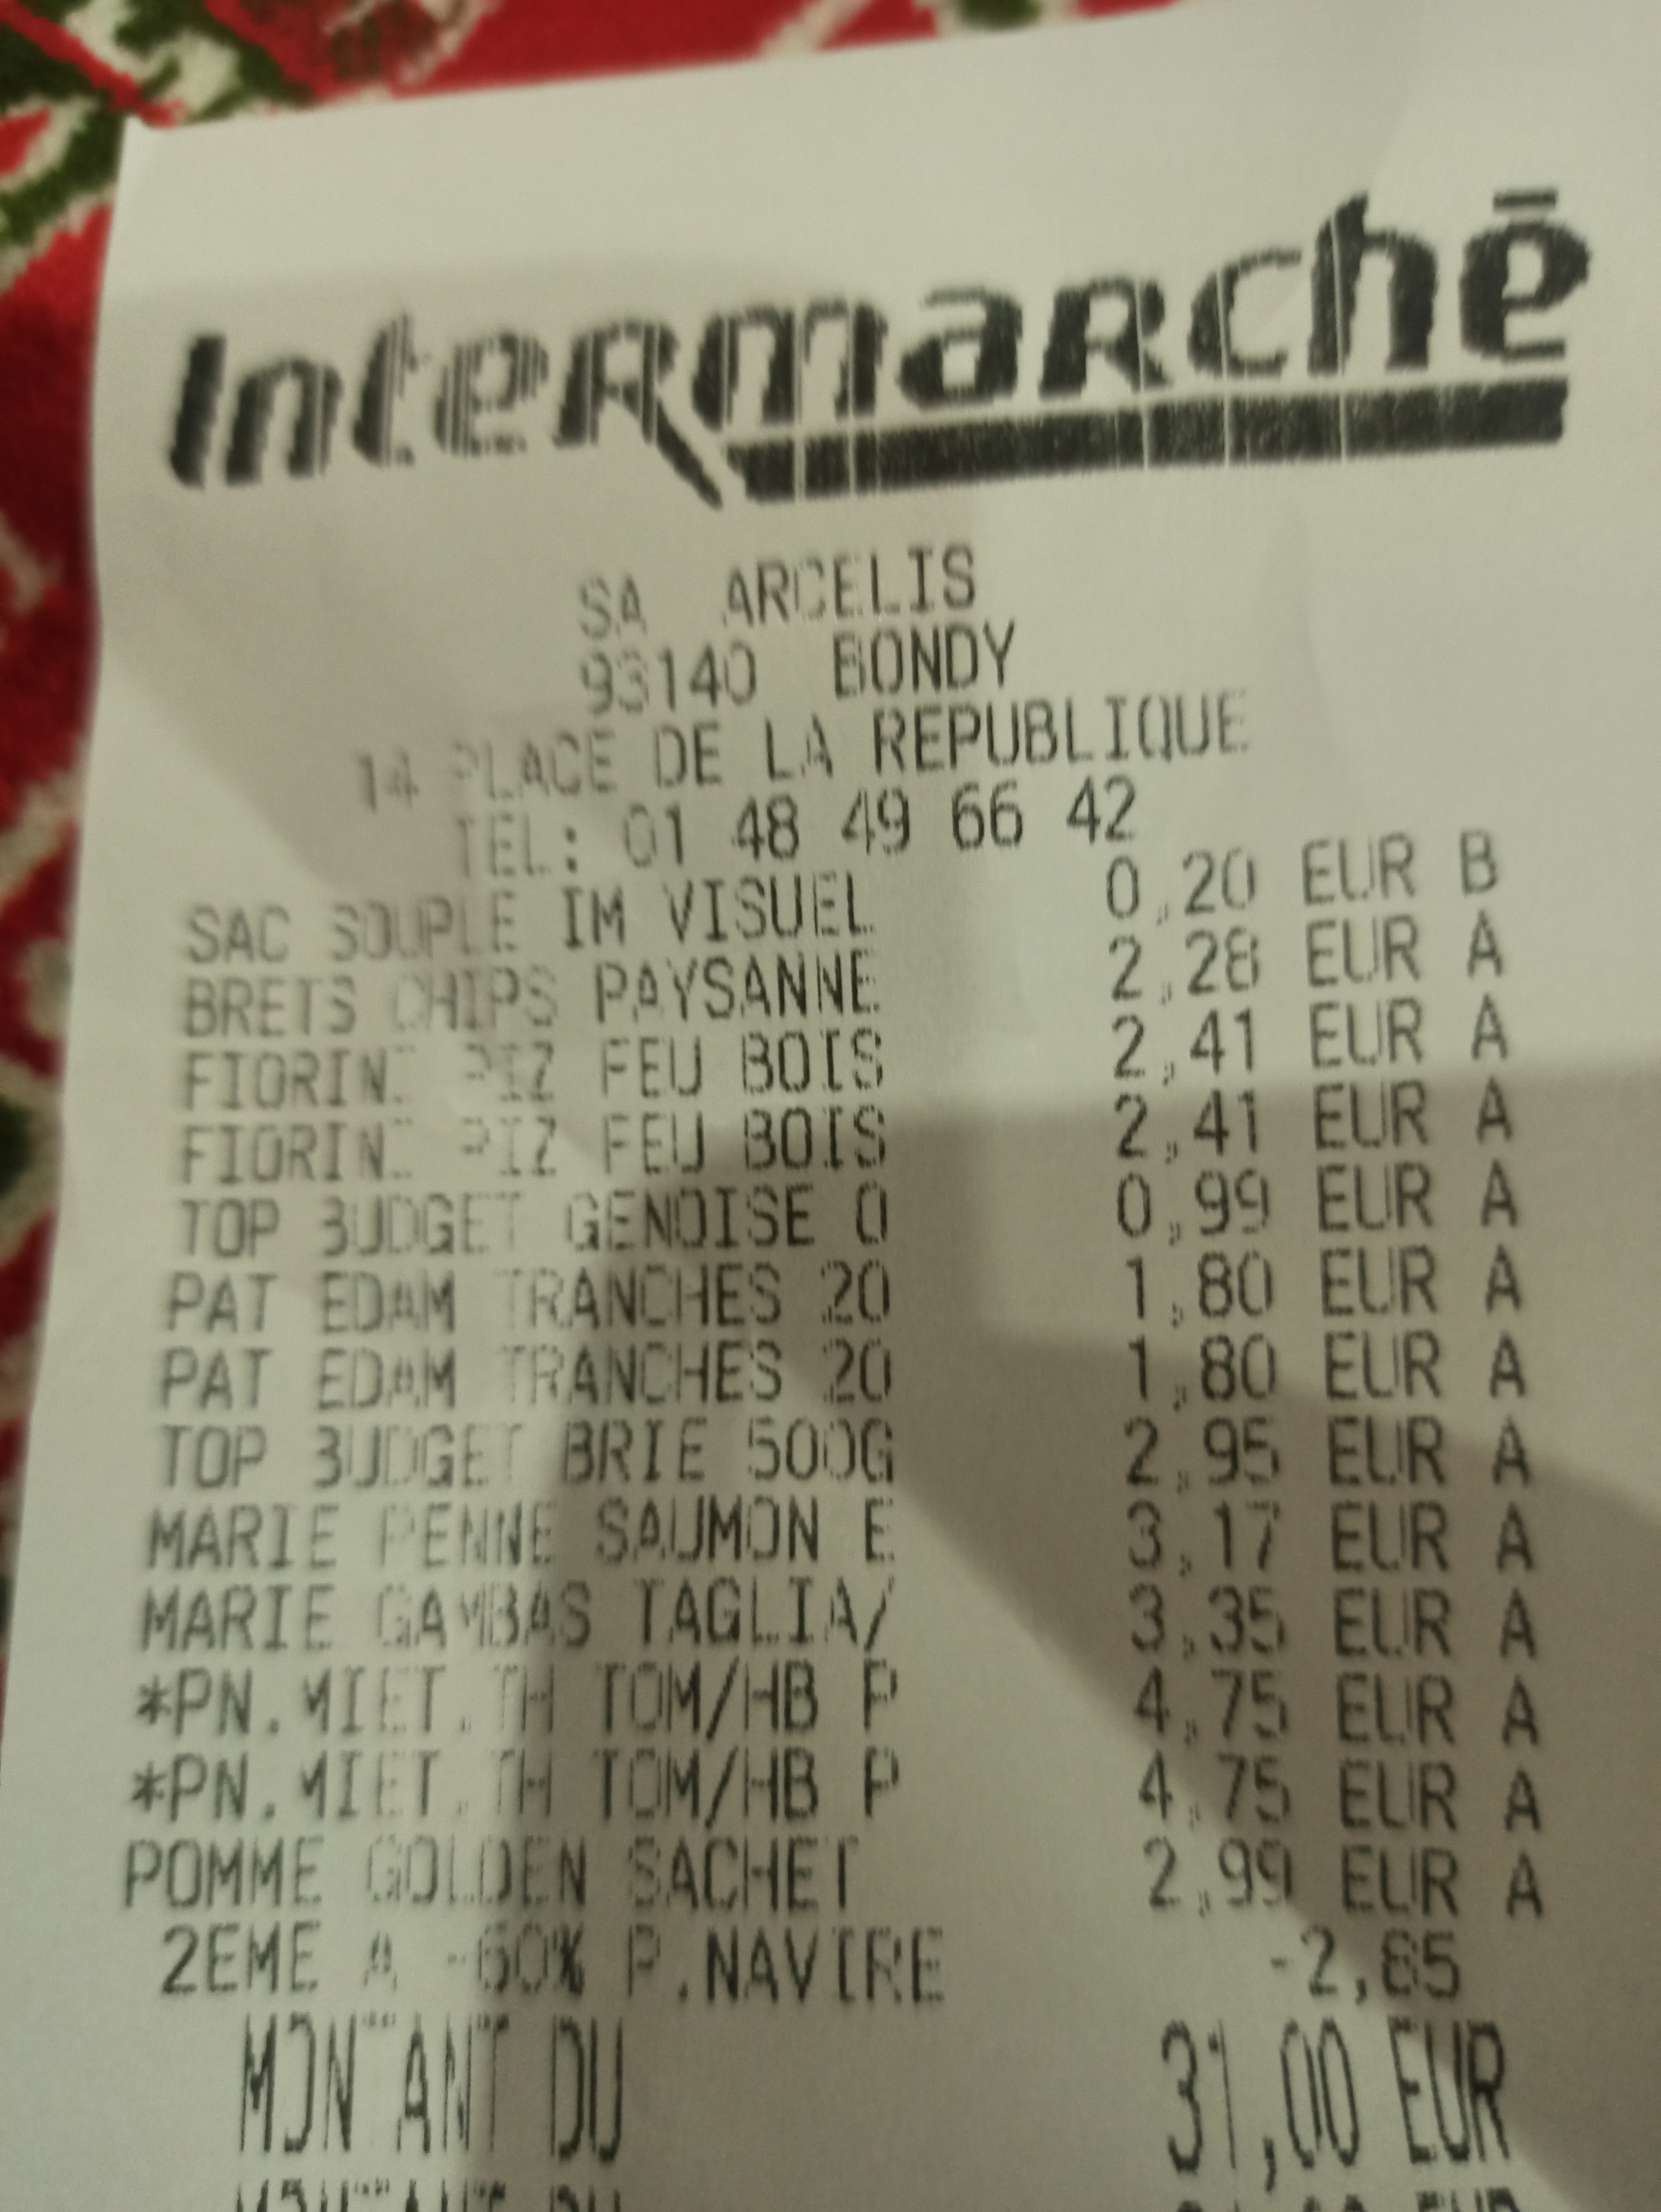 Intermarchē
SA ARCELIS
93140 BONDY
14 PLACE DE LA REPUBLIQUE
TEL: 01 48 49 66 42
SAC SOUPLE IM VISUEL 0,20 EUR B
BRETS CHIPS PAYSANNE 2,28 EUR A
FIORINI PIZ FEU BOIS 2,41 EUR A
FIORINI PIZ FEU BOIS 2,41 EUR A
TOP BUDGET GENOISE O 0,99 EUR A
PAT EDAM TRANCHES 20 1,80 EUR A
PAT EDAM TRANCHES 20 1,80 EUR A
TOP BUDGET BRIE 500G 2,95 EUR A
MARIE PENNE SAUMON E 3,17 EUR A
MARIE GAMBAS TAGLIA/ 3,35 EUR A
*PN.MIET.TH TOM/HB P 4,75 EUR A
*PN.MIET.TH TOM/HB P 4,75 EUR A
POMME GOLDEN SACHET 2,99 EUR A
2EME A -60% P.NAVIRE -2,85
MONTANT DU 31,00 EUR
MONTANT DU